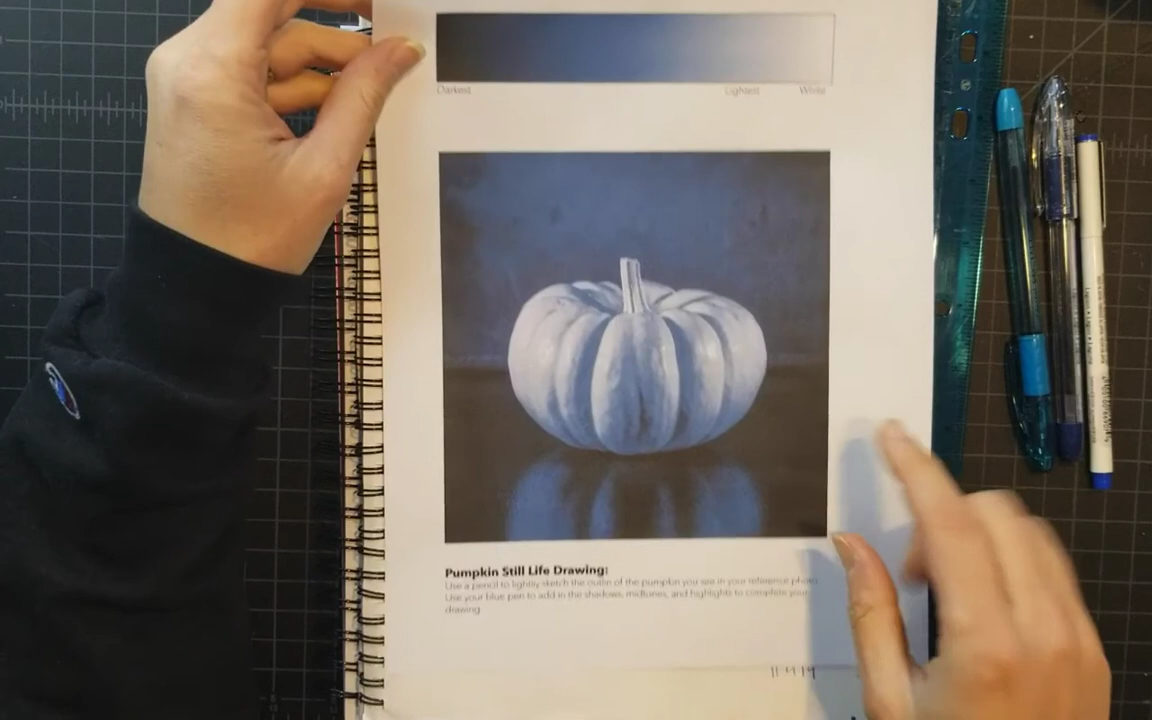 Darkest Lightest White
Pumpkin Still Life Drawing:
Use a pencil to lightly sketch the outlin of the pumpkin you see in your reference photo.
Use your blue pen to add in the shadows, midtones, and highlights to complete your
drawing.